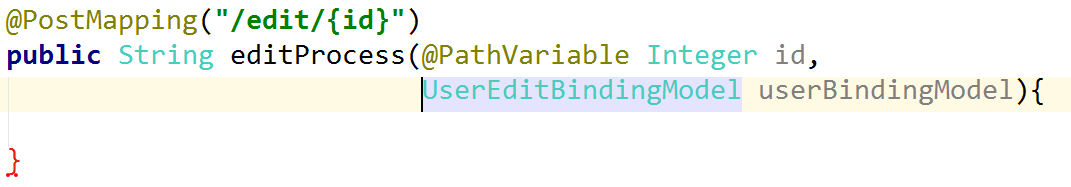 @PostMapping("/edit/{id}")
public String editProcess(@PathVariable Integer id,
UserEditBindingModel userBindingModel){
}